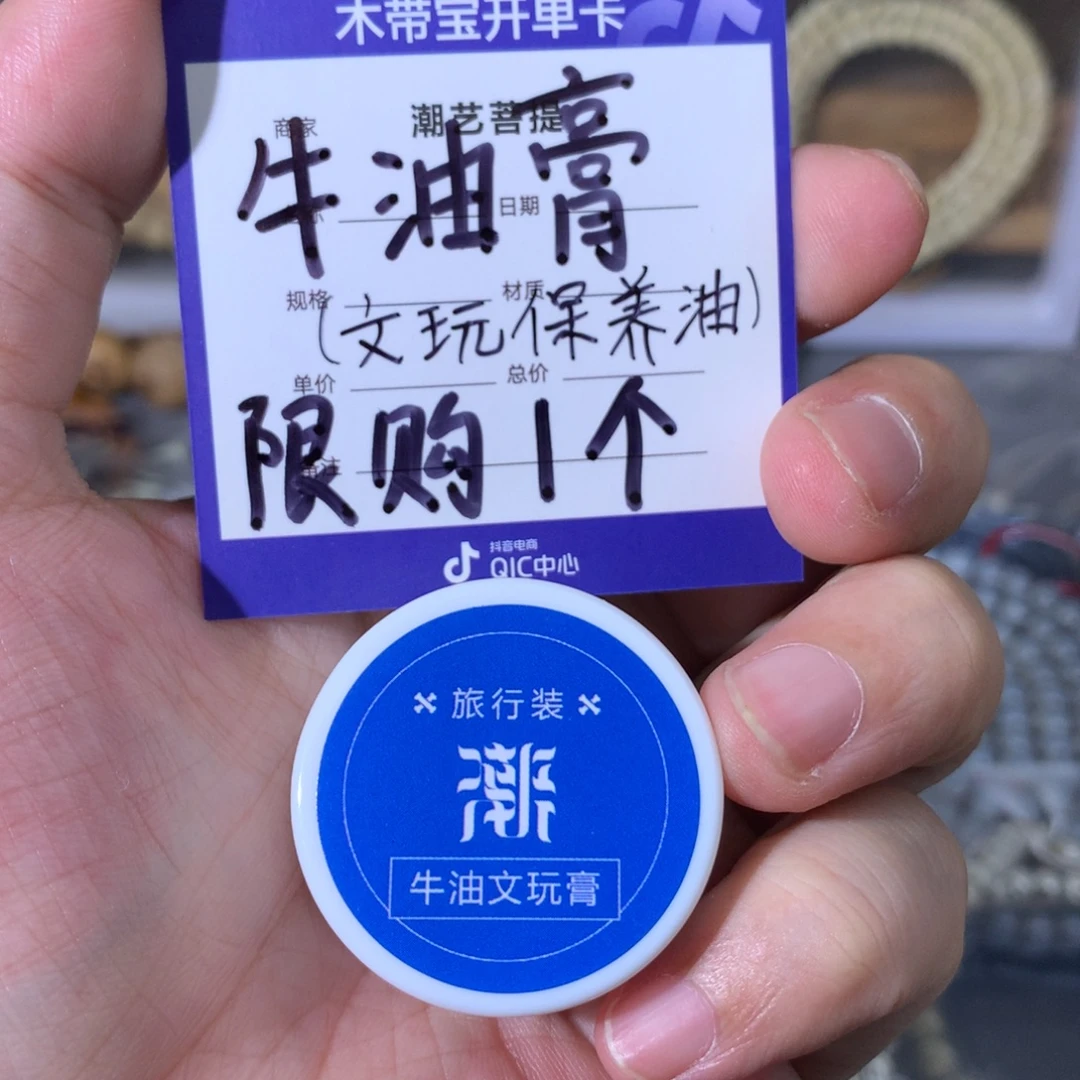 木带宝开单卡
商家 潮艺菩提
牛油膏
日期
规格 材质
(文玩保养油)
单价 总价
限购1个
备注
抖音电商
QIC中心
旅行装
潮
牛油文玩膏